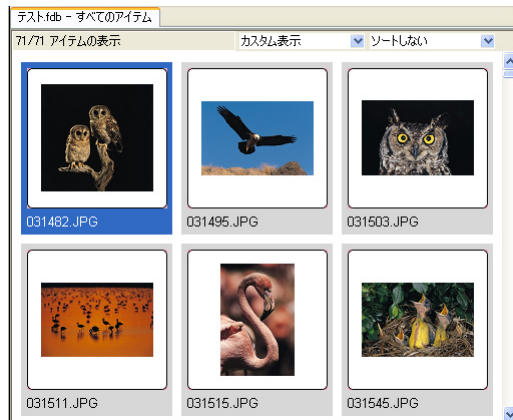 テスト.fdb - すべてのアイテム
71/71 アイテムの表示 カスタム表示 ソートしない
031482.JPG 031495.JPG 031503.JPG
031511.JPG 031515.JPG 031545.JPG